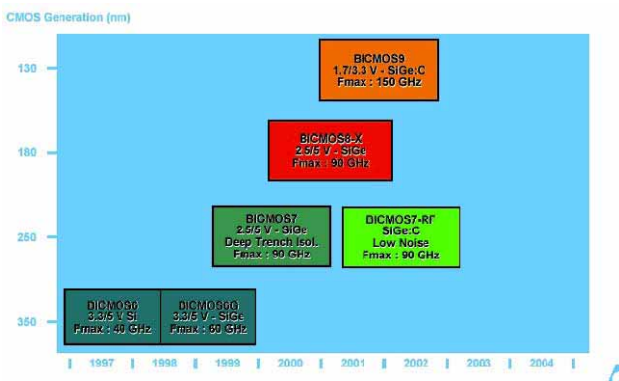 CMOS Generation (nm)
130
BICMOS9
1.7/3.3 V - SiGe:C
Fmax : 150 GHz
180
BICMOS8-X
2.5/5 V - SiGe
Fmax : 90 GHz
250
BICMOS7
2.5/5 V - SiGe
Deep Trench Isol.
Fmax : 90 GHz
BICMOS7-RF
SiGe:C
Low Noise
Fmax : 90 GHz
350
BICMOS6
3.3/5 V Si
Fmax : 40 GHz
BICMOS6G
3.3/5 V - SiGe
Fmax : 60 GHz
1997 1998 1999 2000 2001 2002 2003 2004